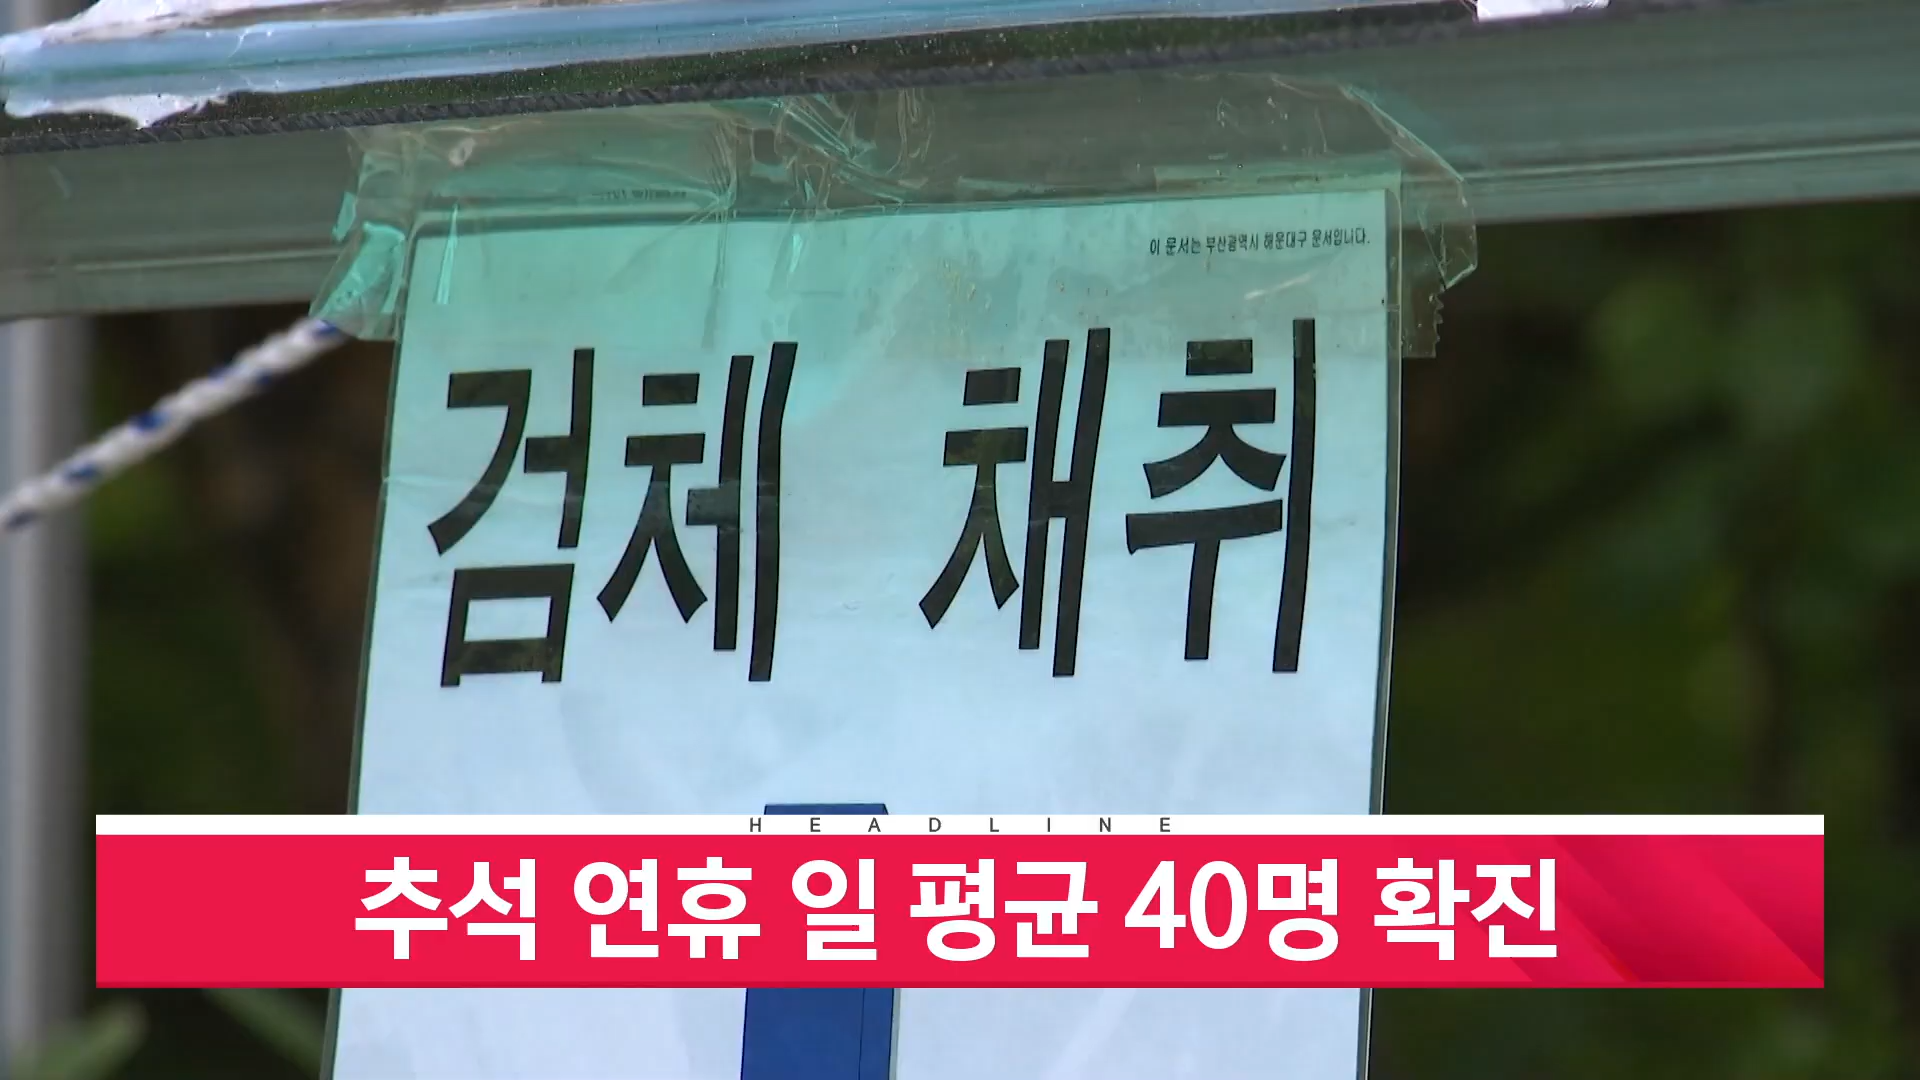 이 문서는 부산광역시 해운대구 문서입니다.
검체 채취
HEADLINE
추석 연휴 일 평균 40명 확진